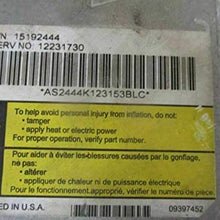 N 15192444
ERV NO 12231730
*AS2444K123153BLC*
To help avoid personal injury from inflation, do not:
• tamper
• apply heat or electric power
For proper operation, verify part number.
Pour aider à éviter les blessures causées par le gonflage,
ne pas:
• altérer
• appliquer de chaleur ni de puissance électrique
Pour le fonctionnement approprié, vérifier le numéro de pièce.
D IN U.S.A.
09397452